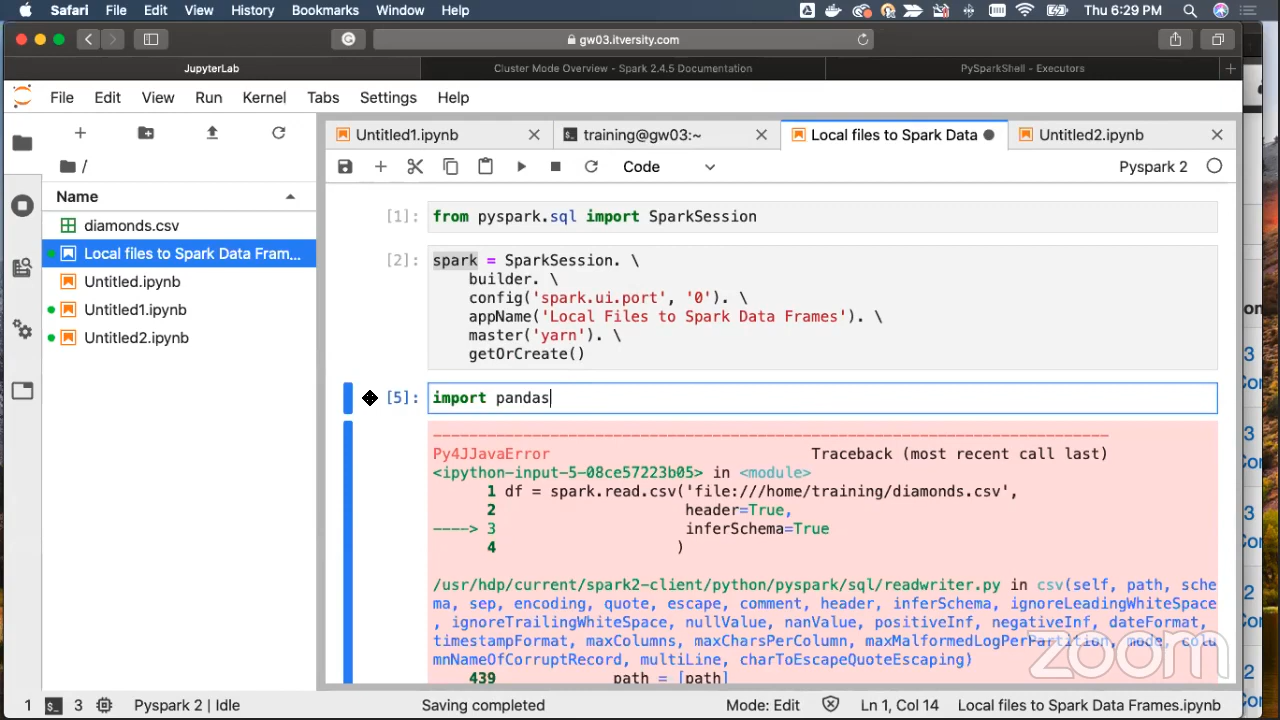 Safari File Edit View History Bookmarks Window Help Thu 6:29 PM
gw03.itversity.com
JupyterLab Cluster Mode Overview - Spark 2.4.5 Documentation PySparkShell - Executors
File Edit View Run Kernel Tabs Settings Help
Untitled1.ipynb training@gw03:~ Local files to Spark Data Untitled2.ipynb
/ Code Pyspark 2
Name
diamonds.csv
Local files to Spark Data Fram...
Untitled.ipynb
Untitled1.ipynb
Untitled2.ipynb
[1]: from pyspark.sql import SparkSession
[2]: spark = SparkSession. \
builder. \
config('spark.ui.port', '0'). \
appName('Local Files to Spark Data Frames'). \
master('yarn'). \
getOrCreate()
[5]: import pandas
---------------------------------------------------------------------------
Py4JJavaError Traceback (most recent call last)
<ipython-input-5-08ce57223b05> in <module>
1 df = spark.read.csv('file:///home/training/diamonds.csv',
2 header=True,
----> 3 inferSchema=True
4 )
/usr/hdp/current/spark2-client/python/pyspark/sql/readwriter.py in csv(self, path, sche
ma, sep, encoding, quote, escape, comment, header, inferSchema, ignoreLeadingWhiteSpace
, ignoreTrailingWhiteSpace, nullValue, nanValue, positiveInf, negativeInf, dateFormat,
timestampFormat, maxColumns, maxCharsPerColumn, maxMalformedLogPerPartition, mode, colu
mnNameOfCorruptRecord, multiLine, charToEscapeQuoteEscaping)
439 path = [path]
zoom
1 3 Pyspark 2 | Idle Saving completed Mode: Edit Ln 1, Col 14 Local files to Spark Data Frames.ipynb